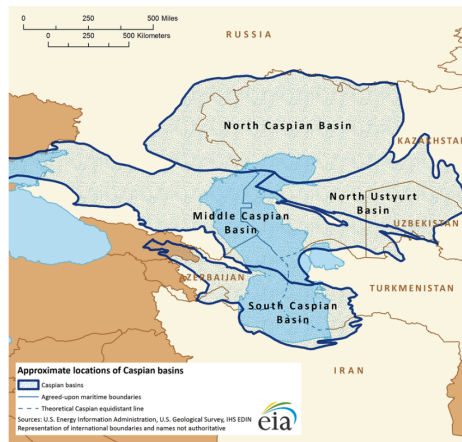 0 250 500 Miles
0 250 500 Kilometers
RUSSIA
North Caspian Basin
KAZAKHSTAN
North Ustyurt
Basin
Middle Caspian
Basin
UZBEKISTAN
AZERBAIJAN
TURKMENISTAN
South Caspian
Basin
IRAN
Approximate locations of Caspian basins
Caspian basins
Agreed-upon maritime boundaries
Theoretical Caspian equidistant line
Sources: U.S. Energy Information Administration, U.S. Geological Survey, IHS EDIN
Representation of international boundaries and names not authoritative
eia